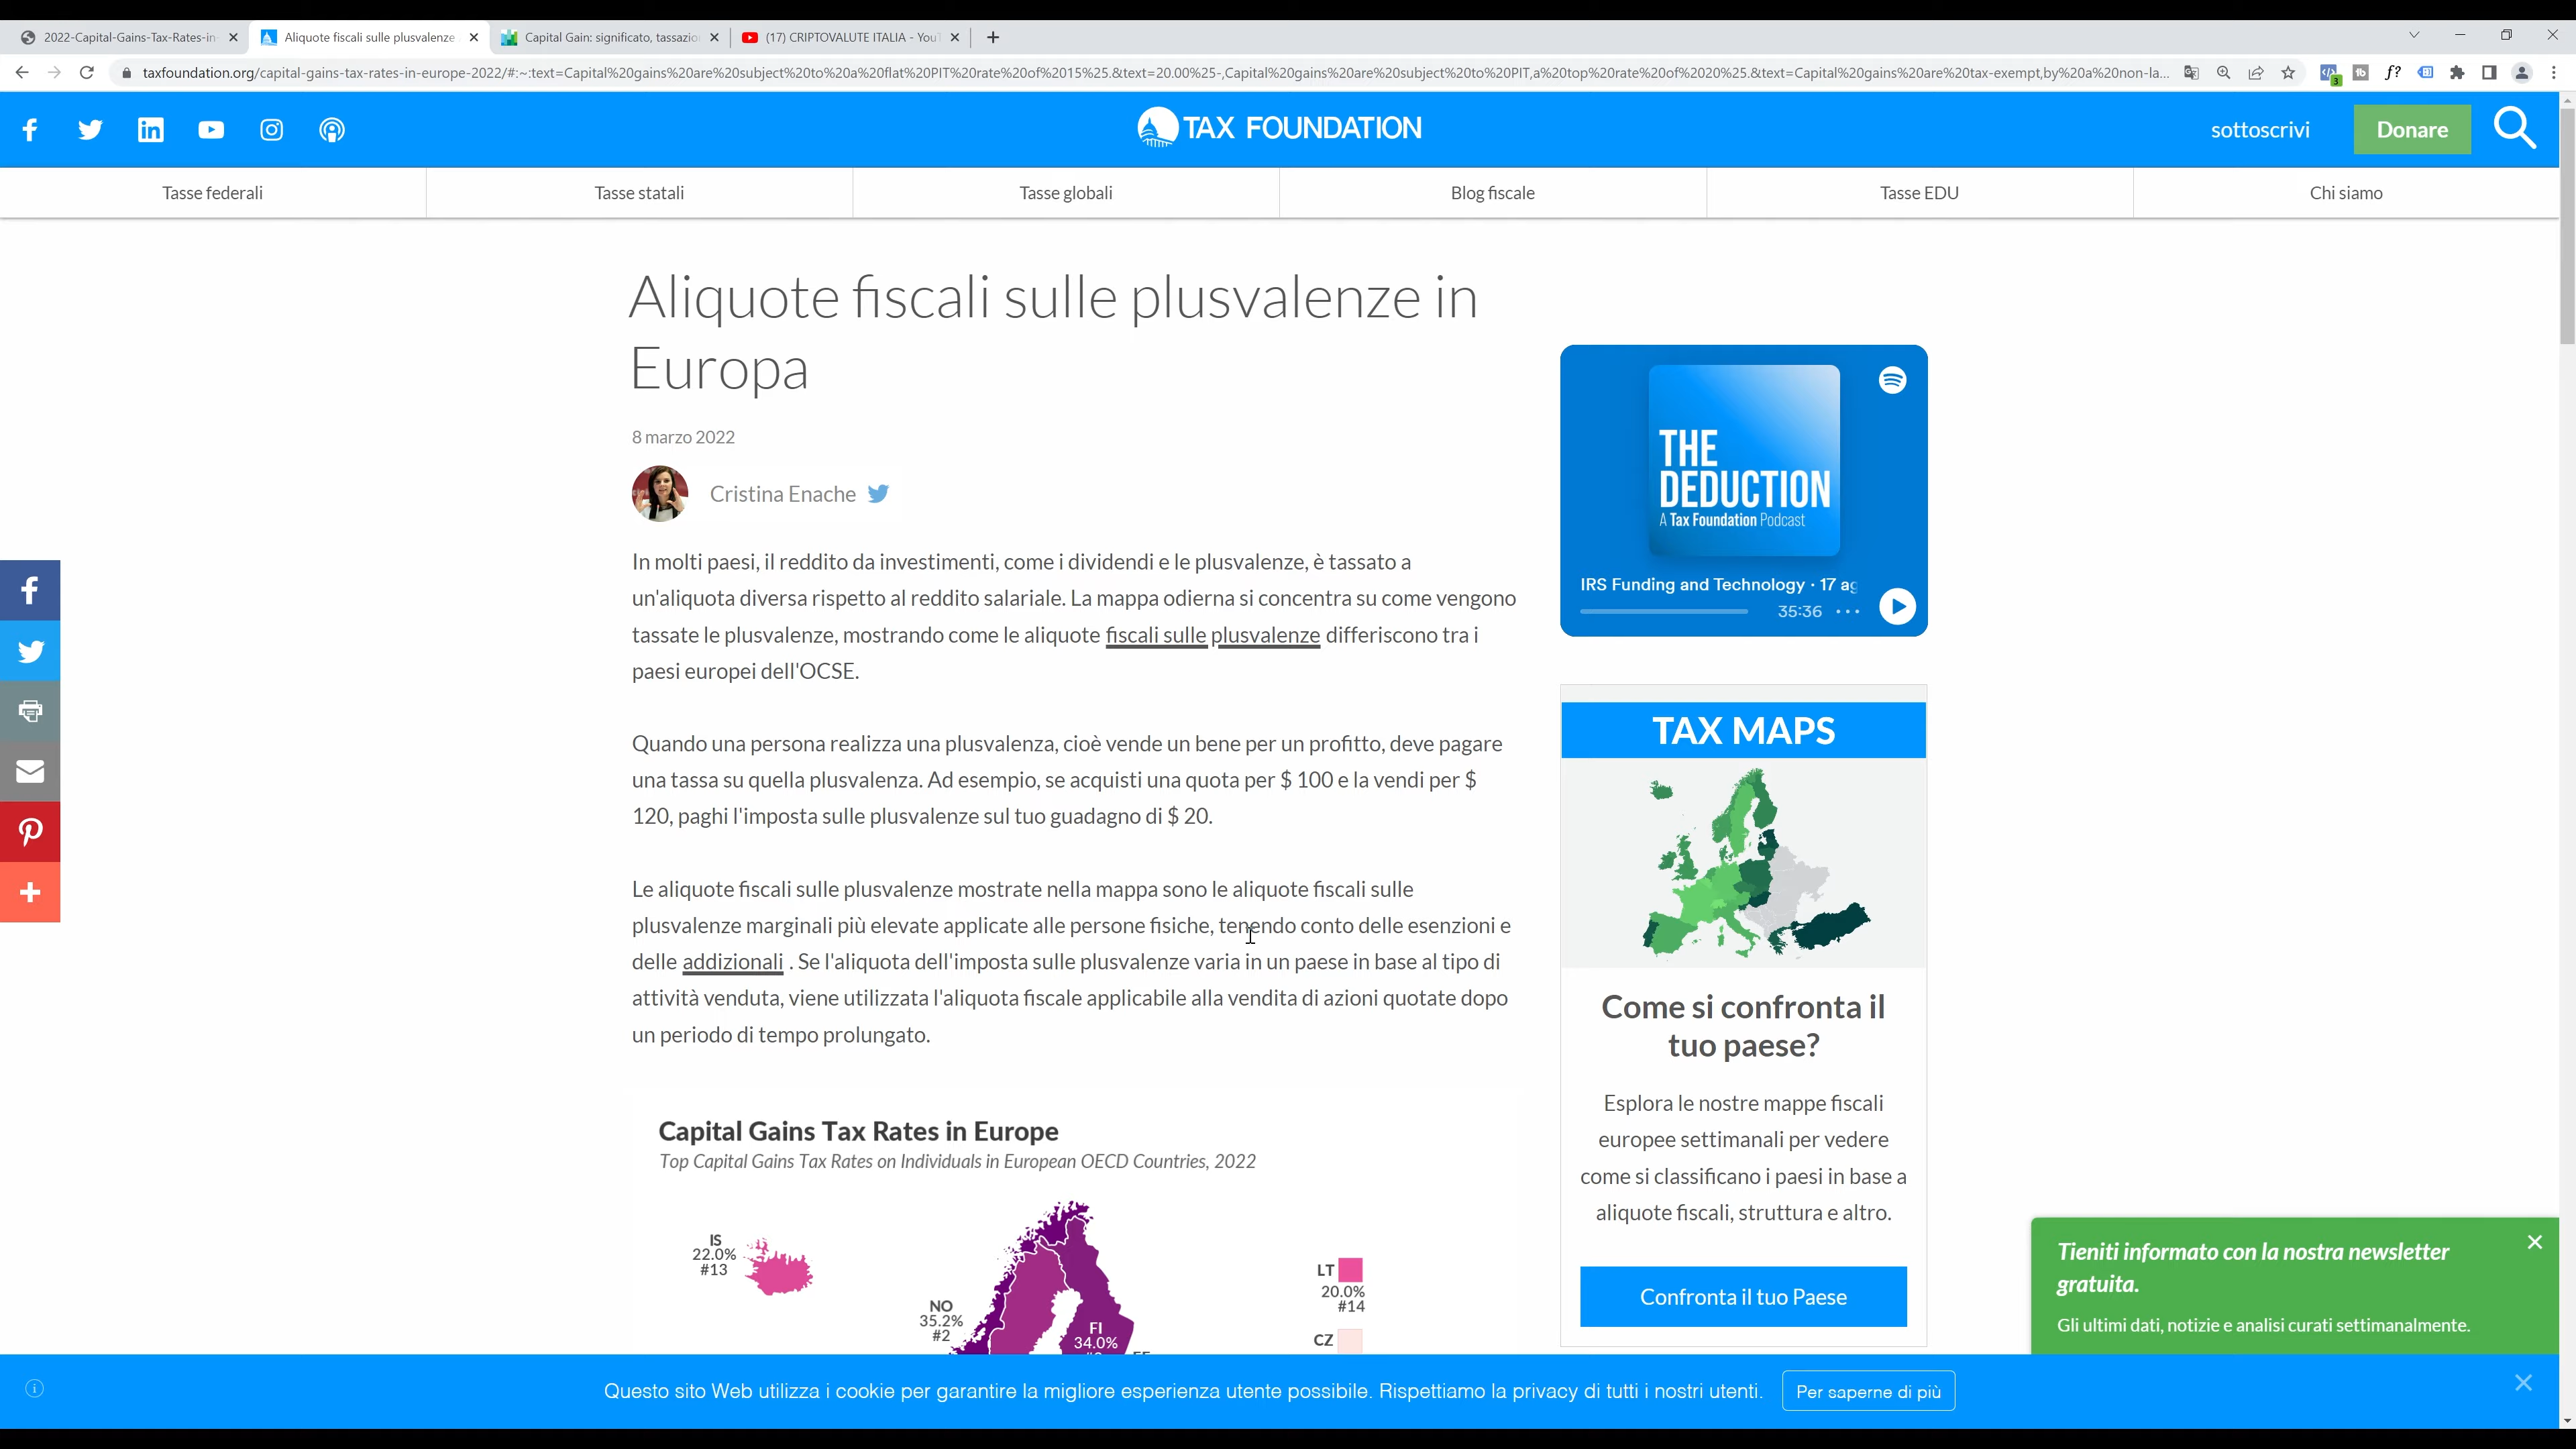 2022-Capital-Gains-Tax-Rates-in-
Aliquote fiscali sulle plusvalenze
Capital Gain: significato, tassazio
(17) CRIPTOVALUTE ITALIA - YouT
taxfoundation.org/capital-gains-tax-rates-in-europe-2022/#:~:text=Capital%20gains%20are%20subject%20to%20a%20flat%20PIT%20rate%20of%2015%25.&text=20.00%25-,Capital%20gains%20are%20subject%20to%20PIT,a%20top%20rate%20of%2020%25.&text=Capital%20gains%20are%20tax-exempt,by%20a%20non-la...
f?
3
TAX FOUNDATION
sottoscrivi
Donare
Tasse federali
Tasse statali
Tasse globali
Blog fiscale
Tasse EDU
Chi siamo
Aliquote fiscali sulle plusvalenze in
Europa
8 marzo 2022
Cristina Enache
In molti paesi, il reddito da investimenti, come i dividendi e le plusvalenze, è tassato a
un'aliquota diversa rispetto al reddito salariale. La mappa odierna si concentra su come vengono
tassate le plusvalenze, mostrando come le aliquote fiscali sulle plusvalenze differiscono tra i
paesi europei dell'OCSE.
Quando una persona realizza una plusvalenza, cioè vende un bene per un profitto, deve pagare
una tassa su quella plusvalenza. Ad esempio, se acquisti una quota per $ 100 e la vendi per $
120, paghi l'imposta sulle plusvalenze sul tuo guadagno di $ 20.
Le aliquote fiscali sulle plusvalenze mostrate nella mappa sono le aliquote fiscali sulle
plusvalenze marginali più elevate applicate alle persone fisiche, tenendo conto delle esenzioni e
delle addizionali . Se l'aliquota dell'imposta sulle plusvalenze varia in un paese in base al tipo di
attività venduta, viene utilizzata l'aliquota fiscale applicabile alla vendita di azioni quotate dopo
un periodo di tempo prolungato.
Capital Gains Tax Rates in Europe
Top Capital Gains Tax Rates on Individuals in European OECD Countries, 2022
IS
22.0%
#13
NO
35.2%
#2
FI
34.0%
LT
20.0%
#14
CZ
THE
DEDUCTION
A Tax Foundation Podcast
IRS Funding and Technology · 17 ag
35:36
TAX MAPS
Come si confronta il
tuo paese?
Esplora le nostre mappe fiscali
europee settimanali per vedere
come si classificano i paesi in base a
aliquote fiscali, struttura e altro.
Confronta il tuo Paese
Tieniti informato con la nostra newsletter
gratuita.
Gli ultimi dati, notizie e analisi curati settimanalmente.
Questo sito Web utilizza i cookie per garantire la migliore esperienza utente possibile. Rispettiamo la privacy di tutti i nostri utenti.
Per saperne di più